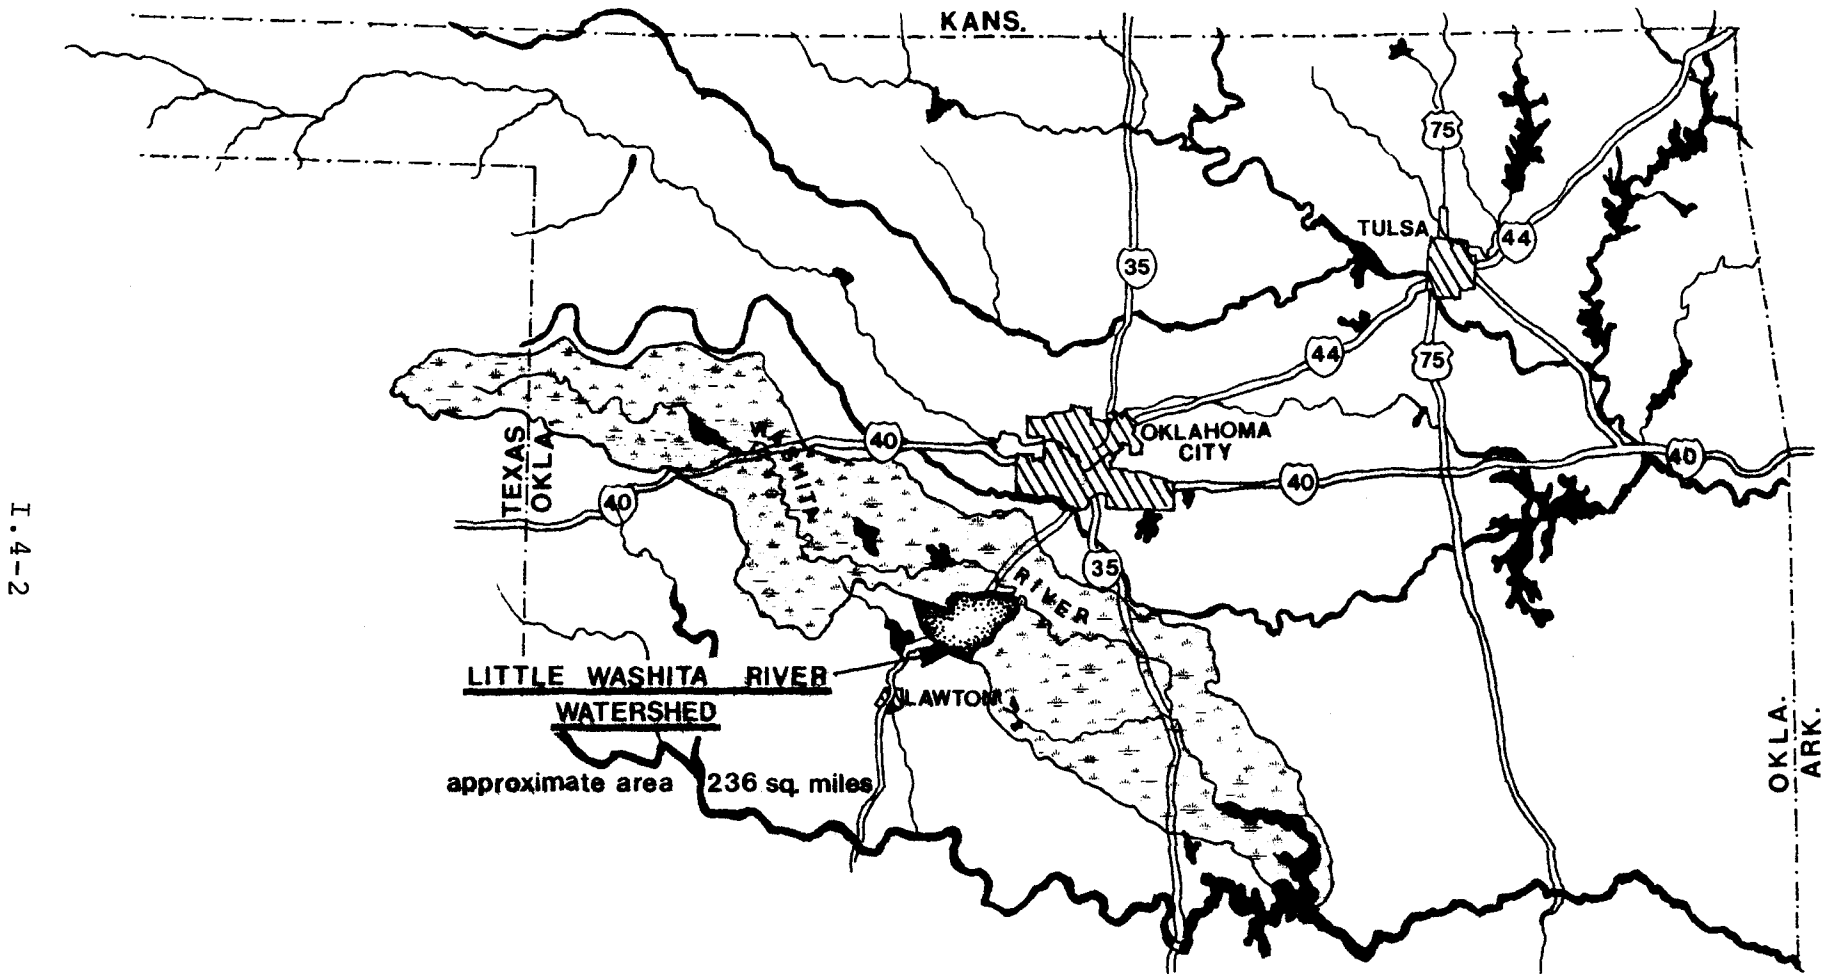 KANS.
75
TULSA
44
35
44
75
OKLAHOMA
CITY
40
WASHITA
40
40
40
TEXAS
OKLA.
I.4-2
35
RIVER
LITTLE WASHITA RIVER
WATERSHED
LAWTON
approximate area 236 sq. miles
OKLA.
ARK.